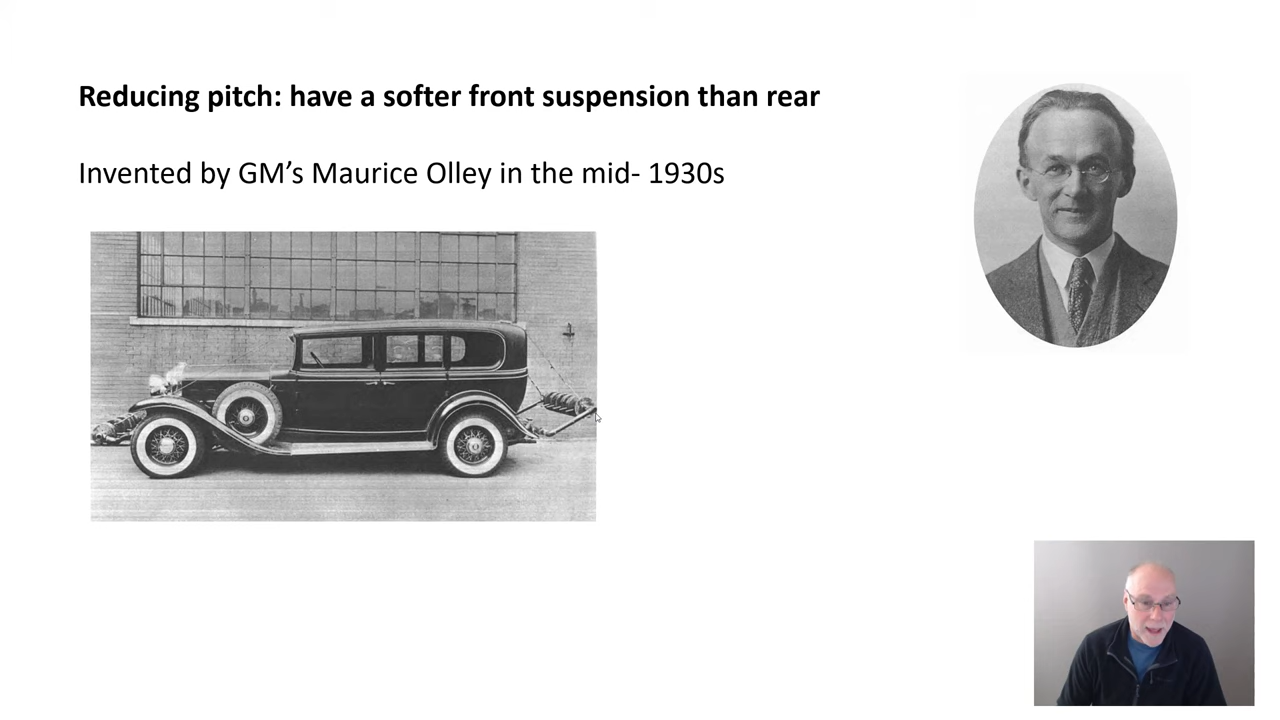 Reducing pitch: have a softer front suspension than rear
Invented by GM’s Maurice Olley in the mid- 1930s